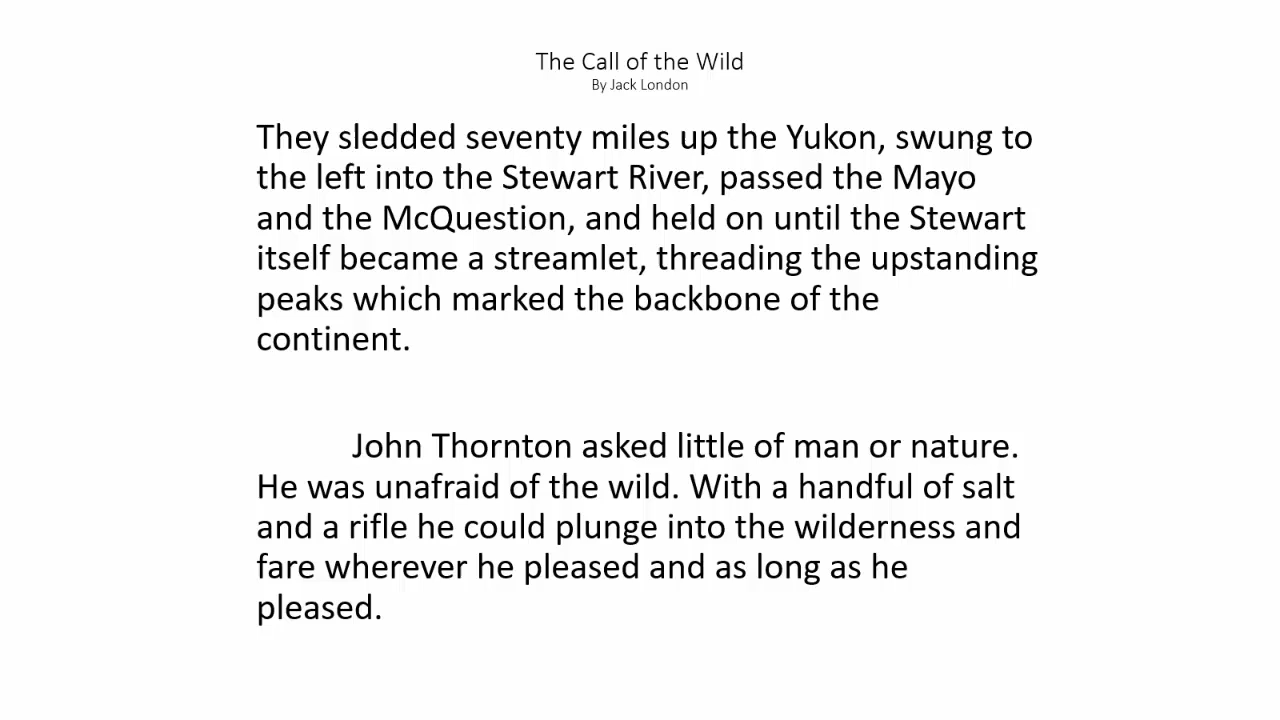 The Call of the Wild
By Jack London
They sledded seventy miles up the Yukon, swung to
the left into the Stewart River, passed the Mayo
and the McQuestion, and held on until the Stewart
itself became a streamlet, threading the upstanding
peaks which marked the backbone of the
continent.
John Thornton asked little of man or nature.
He was unafraid of the wild. With a handful of salt
and a rifle he could plunge into the wilderness and
fare wherever he pleased and as long as he
pleased.